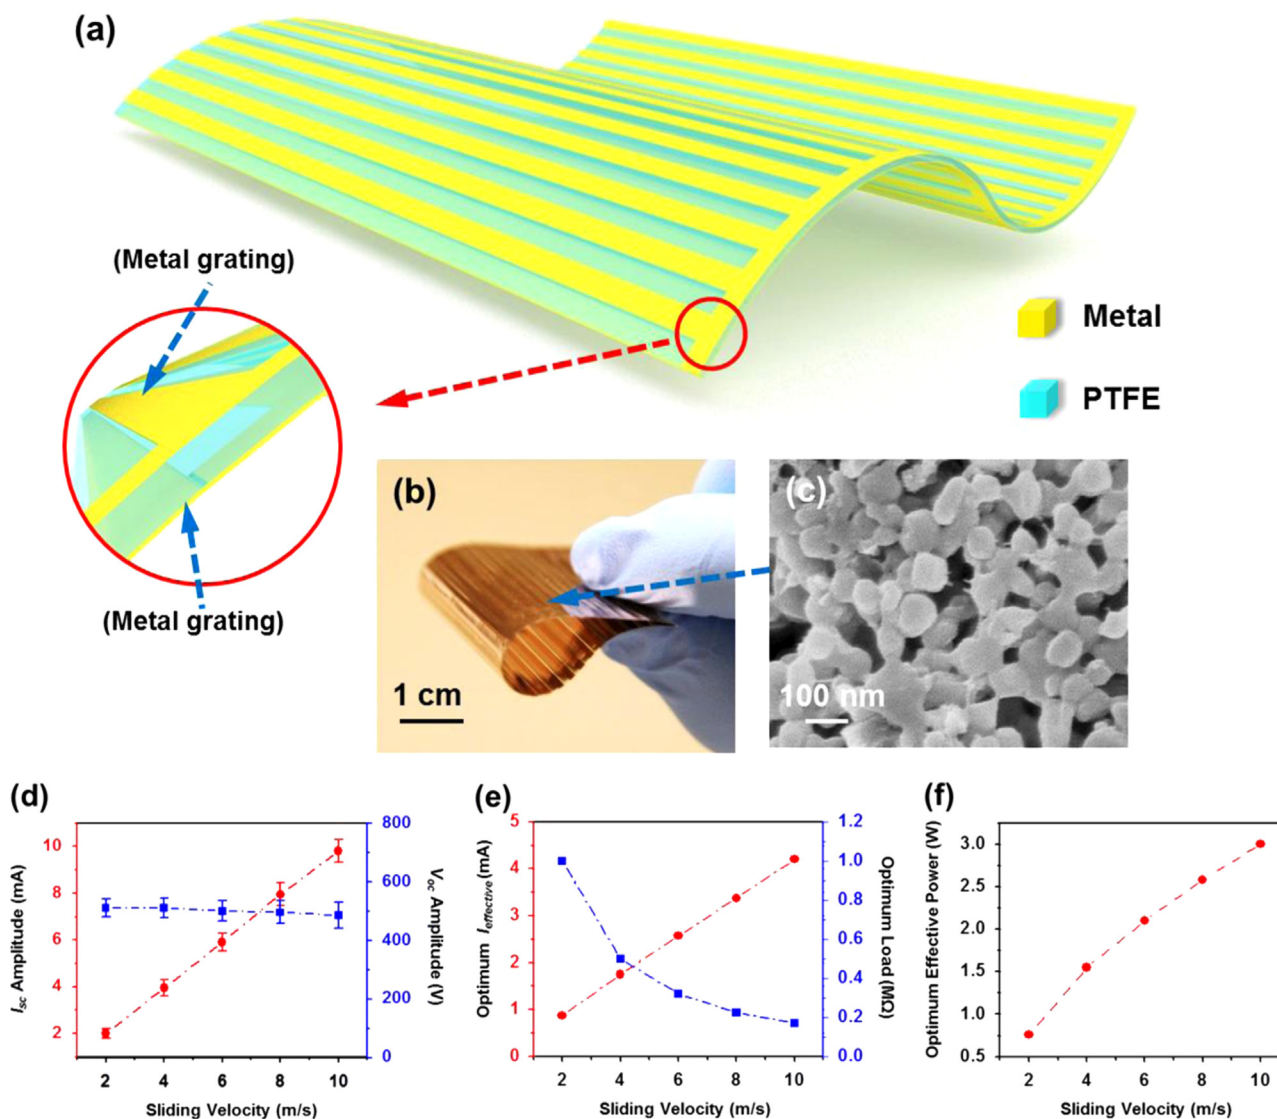 (a)
(Metal grating)
Metal
PTFE
(Metal grating)
(b)
1 cm
(c)
100 nm
(d)
I_sc Amplitude (mA)
10
8
6
4
2
800
600
400
200
0
V_oc Amplitude (V)
2 4 6 8 10
Sliding Velocity (m/s)
(e)
Optimum I_effective (mA)
5
4
3
2
1
0
1.2
1.0
0.8
0.6
0.4
0.2
0.0
Optimum Load (MΩ)
2 4 6 8 10
Sliding Velocity (m/s)
(f)
Optimum Effective Power (W)
3.0
2.5
2.0
1.5
1.0
0.5
2 4 6 8 10
Sliding Velocity (m/s)